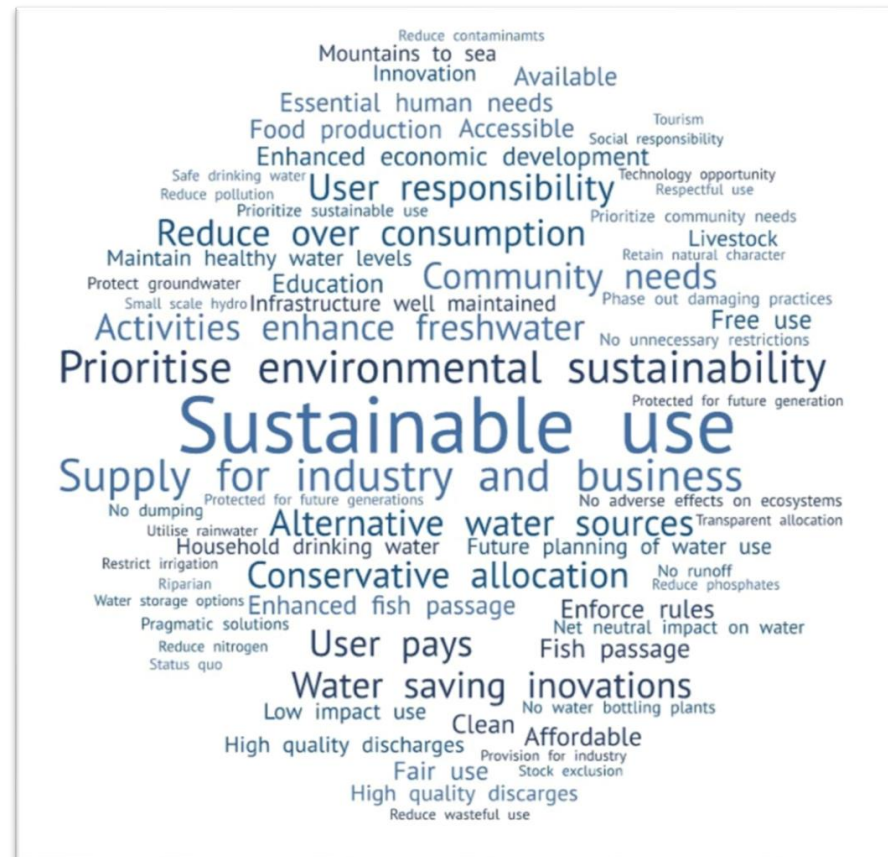 Reduce contaminamts
Mountains to sea
Innovation Available
Essential human needs
Tourism
Food production Accessible Social responsibility
Enhanced economic development
Safe drinking water User responsibility Technology opportunity
Reduce pollution Respectful use
Prioritize sustainable use Prioritize community needs
Reduce over consumption Livestock
Maintain healthy water levels Retain natural character
Protect groundwater Education Community needs
Small scale hydro Infrastructure well maintained Phase out damaging practices
Activities enhance freshwater Free use
No unnecessary restrictions
Prioritise environmental sustainability
Protected for future generation
Sustainable use
Supply for industry and business
Protected for future generations No adverse effects on ecosystems
No dumping Alternative water sources Transparent allocation
Utilise rainwater
Household drinking water Future planning of water use
Restrict irrigation Conservative allocation No runoff
Riparian Reduce phosphates
Water storage options Enhanced fish passage Enforce rules
Pragmatic solutions Net neutral impact on water
Reduce nitrogen User pays Fish passage
Status quo
Water saving inovations
Low impact use No water bottling plants
Clean Affordable
High quality discharges Provision for industry
Fair use Stock exclusion
High quality discarges
Reduce wasteful use